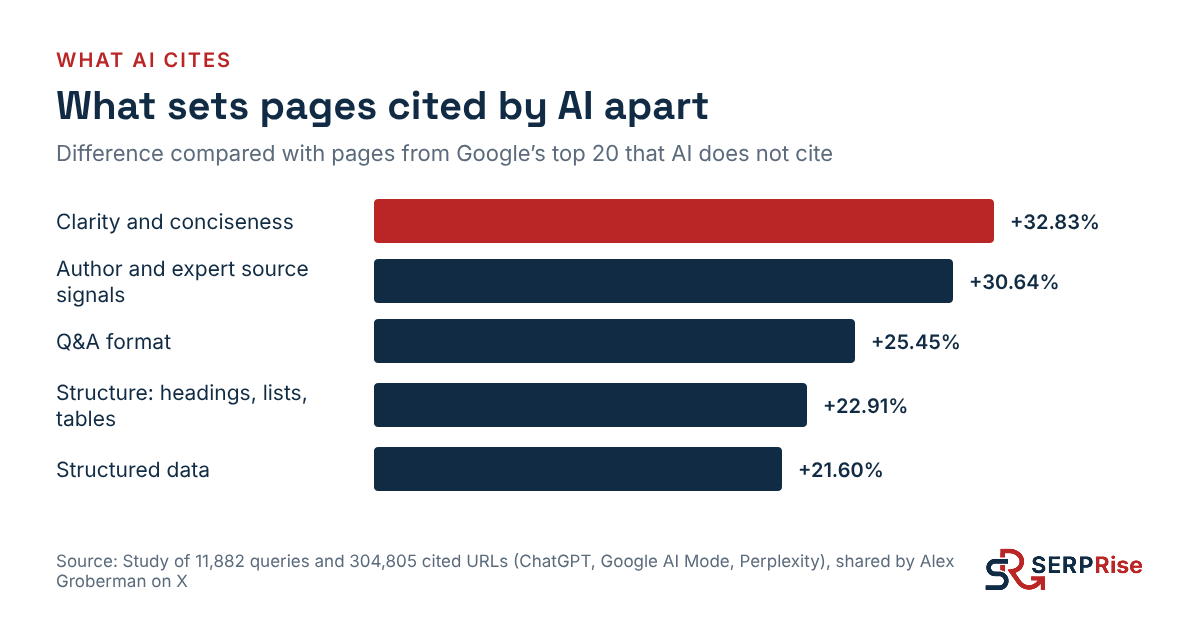 WHAT AI CITES
What sets pages cited by AI apart
Difference compared with pages from Google's top 20 that AI does not cite
Clarity and conciseness
+32.83%
Author and expert source
signals
+30.64%
Q&A format
+25.45%
Structure: headings, lists,
tables
+22.91%
Structured data
+21.60%
Source: Study of 11,882 queries and 304,805 cited URLs (ChatGPT, Google AI Mode, Perplexity), shared by Alex
Groberman on X
SR SERPRise